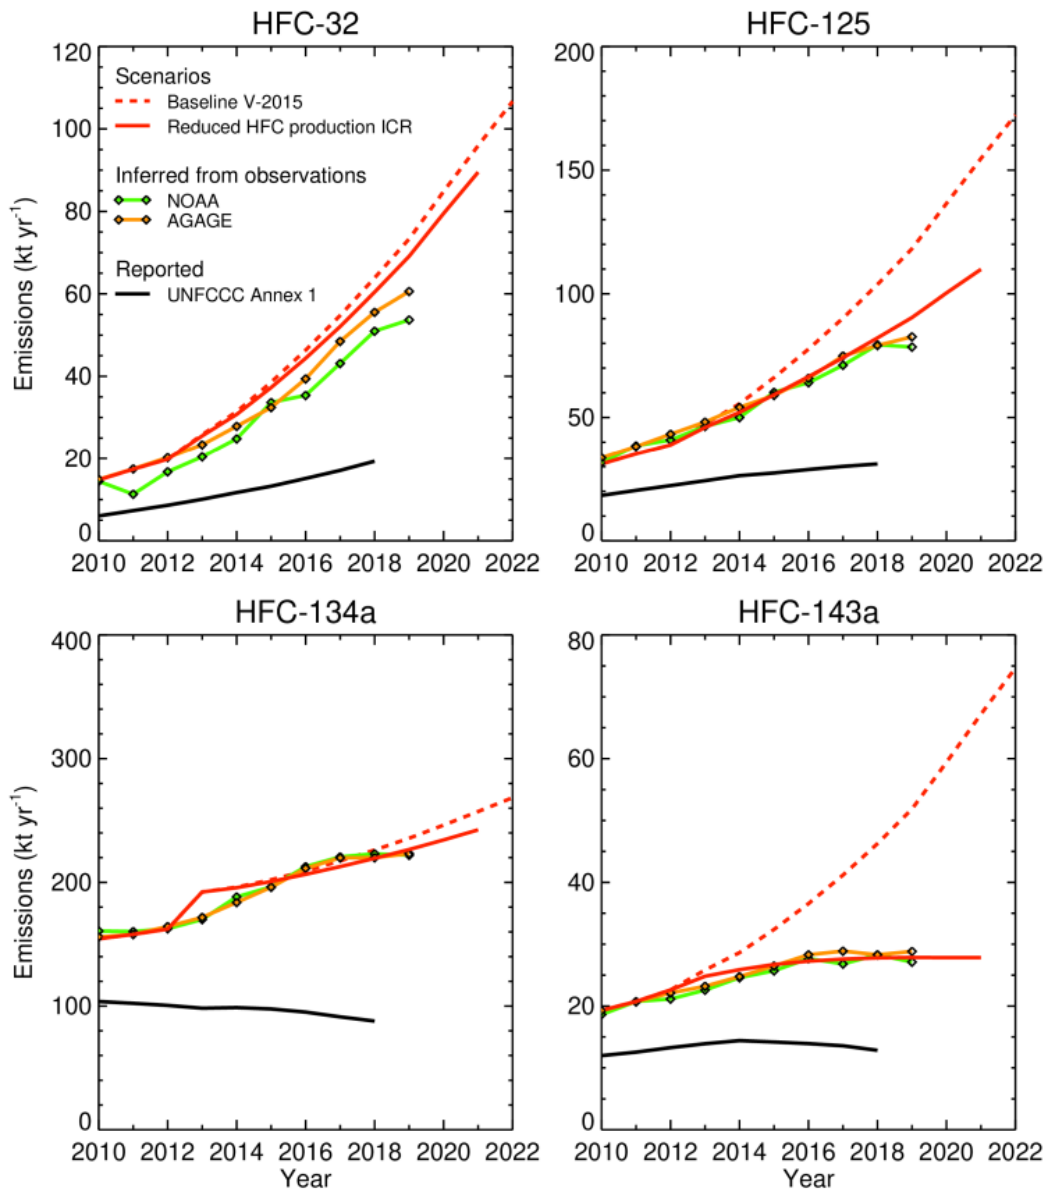 HFC-32
120
100
80
60
40
20
0
Emissions (kt yr-1)
Scenarios
Baseline V-2015
Reduced HFC production ICR
Inferred from observations
NOAA
AGAGE
Reported
UNFCCC Annex 1
2010 2012 2014 2016 2018 2020 2022
HFC-125
200
150
100
50
0
2010 2012 2014 2016 2018 2020 2022
HFC-134a
400
300
200
100
0
Emissions (kt yr-1)
2010 2012 2014 2016 2018 2020 2022
Year
HFC-143a
80
60
40
20
0
2010 2012 2014 2016 2018 2020 2022
Year